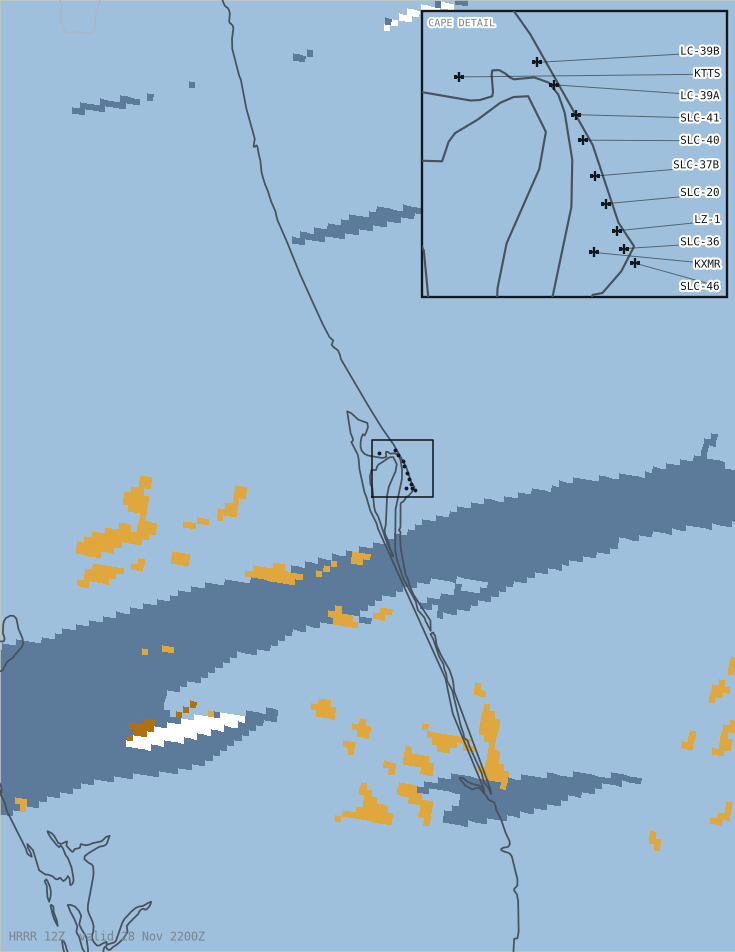 CAPE DETAIL
LC-39B
KTTS
LC-39A
SLC-41
SLC-40
SLC-37B
SLC-20
LZ-1
SLC-36
KXMR
SLC-46
HRRR 12Z valid 28 Nov 2200Z